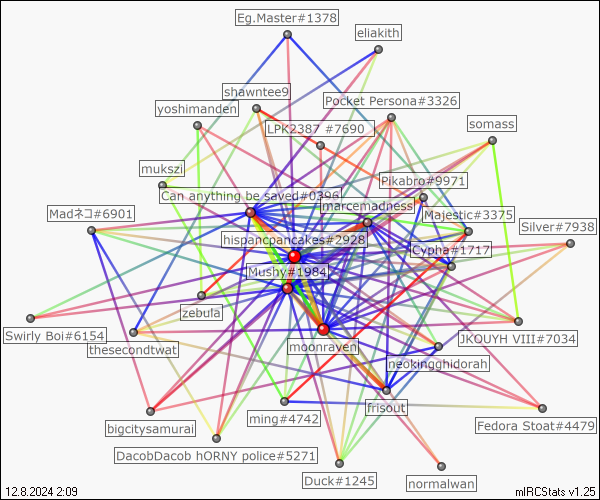 Eg.Master#1378
eliakith
shawntee9
Pocket Persona#3326
yoshimanden
LPK2387 #7690
somass
mukszi
Pikabro#9971
Can anything be saved#0396
marcemadness
Madネコ#6901
Majestic#3375
Silver#7938
hispancpancakes#2928
Cypha#1717
Mushy#1984
zebula
Swirly Boi#6154
JKOUYH VIII#7034
moonraven
thesecondtwat
neokingghidorah
frisout
ming#4742
Fedora Stoat#4479
bigcitysamurai
DacobDacob hORNY police#5271
Duck#1245
normalwan
12.8.2024 2:09
mIRCStats v1.25